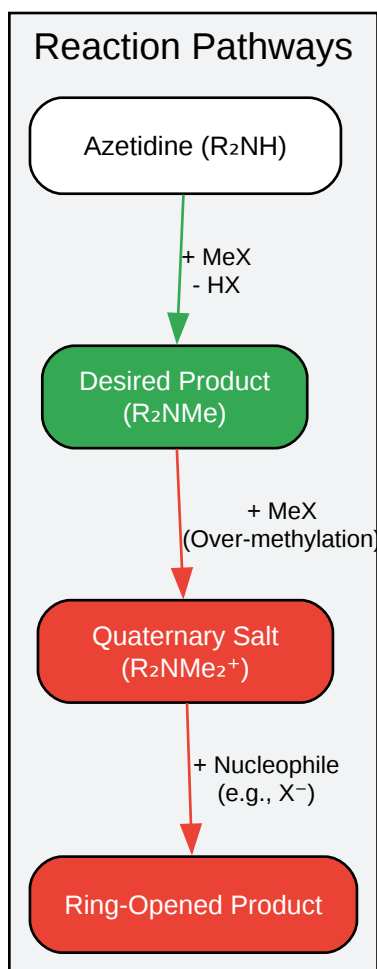 Reaction Pathways
Azetidine (R₂NH)
+ MeX
- HX
Desired Product
(R₂NMe)
+ MeX
(Over-methylation)
Quaternary Salt
(R₂NMe₂⁺)
+ Nucleophile
(e.g., X⁻)
Ring-Opened Product